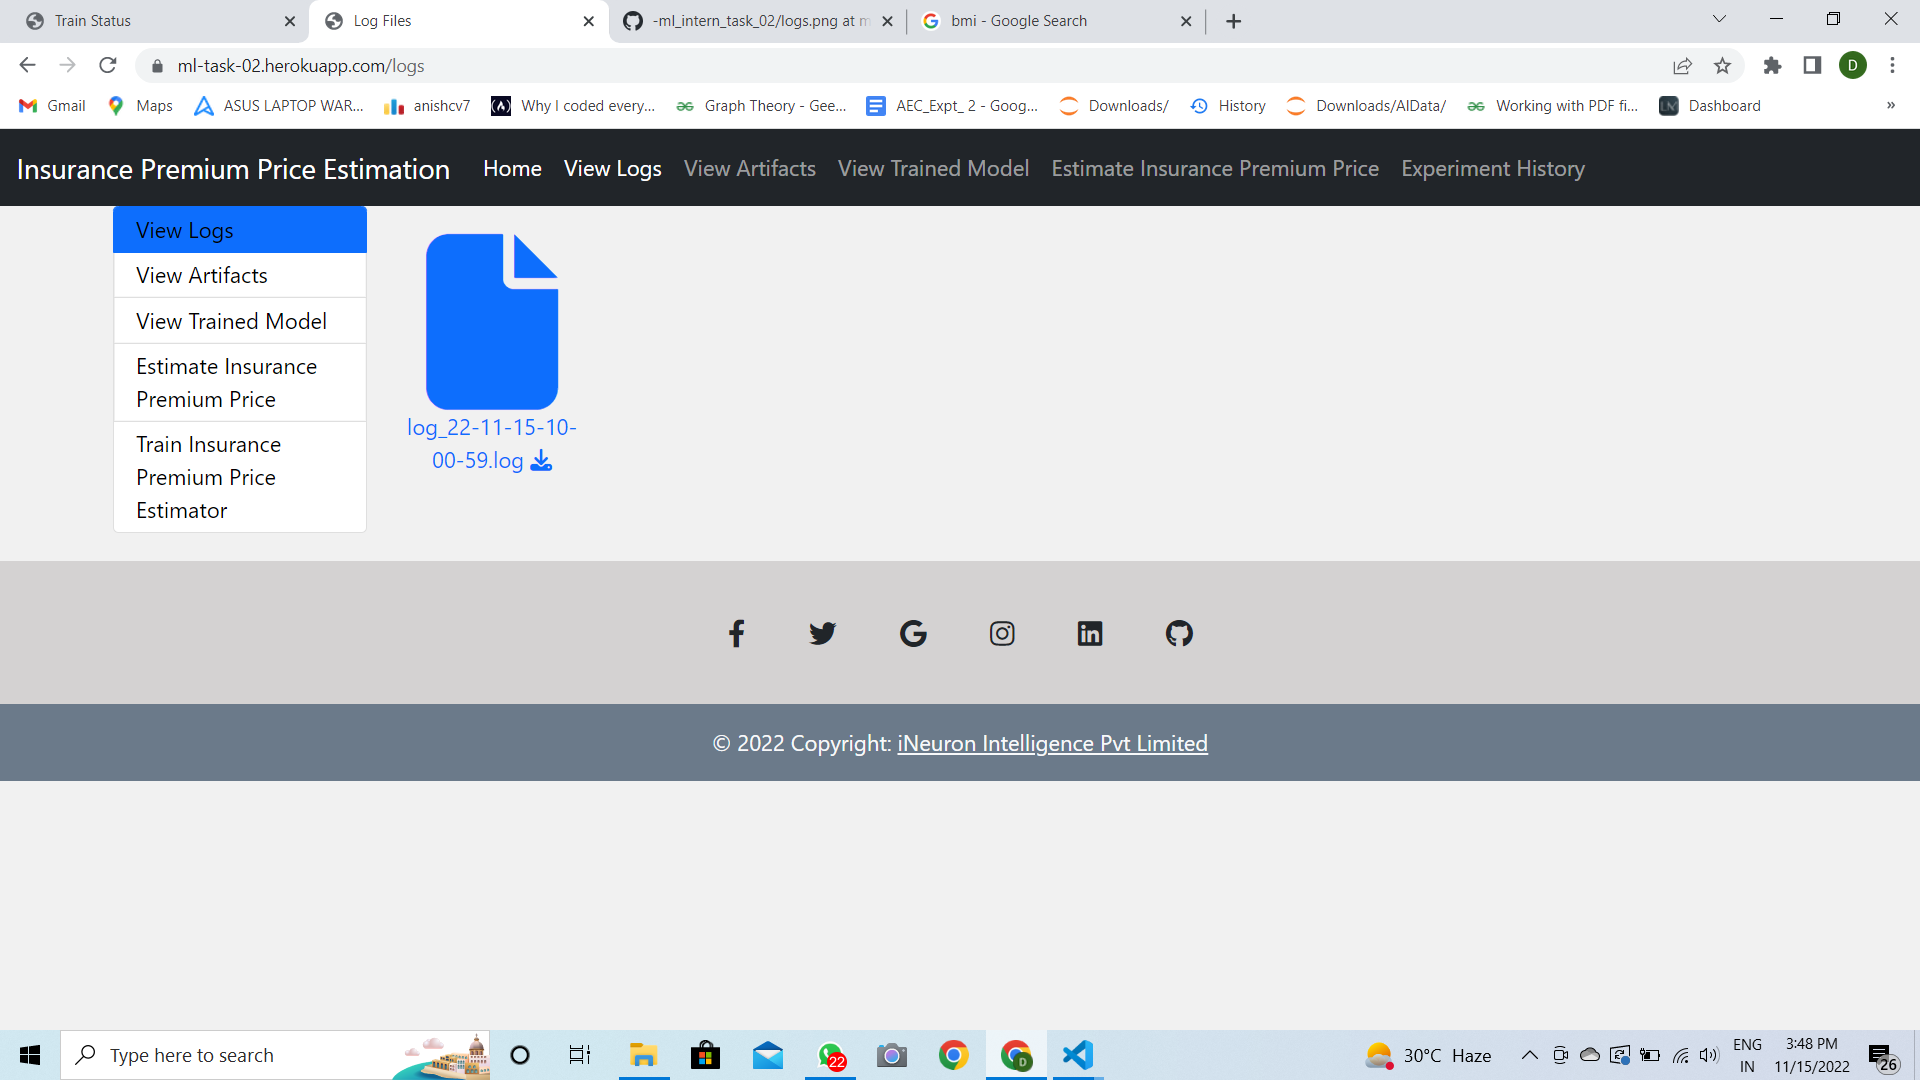 Train Status
Log Files
-ml_intern_task_02/logs.png at m
bmi - Google Search
ml-task-02.herokuapp.com/logs
D
Gmail
Maps
ASUS LAPTOP WAR...
anishcv7
Why I coded every...
Graph Theory - Gee...
AEC_Expt_ 2 - Goog...
Downloads/
History
Downloads/AIData/
Working with PDF fi...
Dashboard
»
Insurance Premium Price Estimation
Home
View Logs
View Artifacts
View Trained Model
Estimate Insurance Premium Price
Experiment History
View Logs
View Artifacts
View Trained Model
Estimate Insurance
Premium Price
Train Insurance
Premium Price
Estimator
log_22-11-15-10-
00-59.log
© 2022 Copyright: iNeuron Intelligence Pvt Limited
Type here to search
22
D
30°C Haze
ENG
IN
3:48 PM
11/15/2022
26